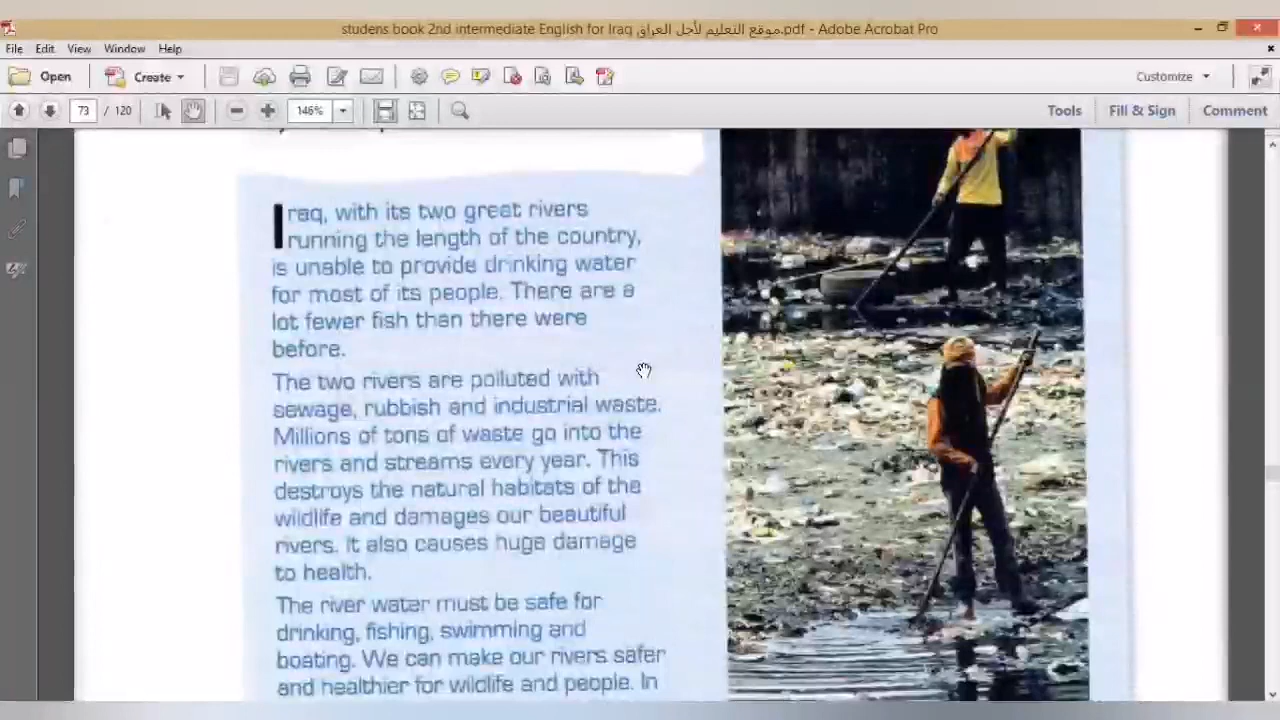 studens book 2nd intermediate English for Iraq موقع التعليم لأجل العراق.pdf - Adobe Acrobat Pro
File Edit View Window Help
Open Create Customize
73 / 120 146% Tools Fill & Sign Comment
Iraq, with its two great rivers
running the length of the country,
is unable to provide drinking water
for most of its people. There are a
lot fewer fish than there were
before.
The two rivers are polluted with
sewage, rubbish and industrial waste.
Millions of tons of waste go into the
rivers and streams every year. This
destroys the natural habitats of the
wildlife and damages our beautiful
rivers. It also causes huge damage
to health.
The river water must be safe for
drinking, fishing, swimming and
boating. We can make our rivers safer
and healthier for wildlife and people. In